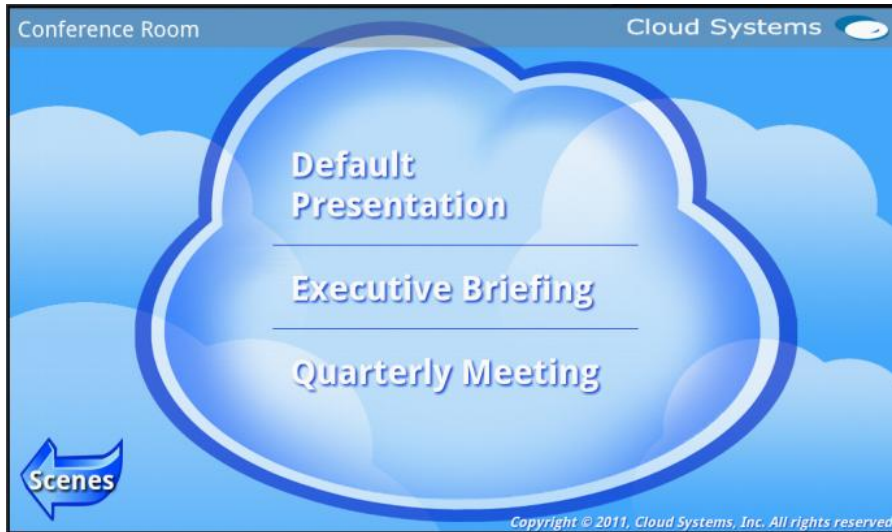 Conference Room
Cloud Systems
Default
Presentation
Executive Briefing
Quarterly Meeting
Scenes
Copyright © 2011, Cloud Systems, Inc. All rights reserved